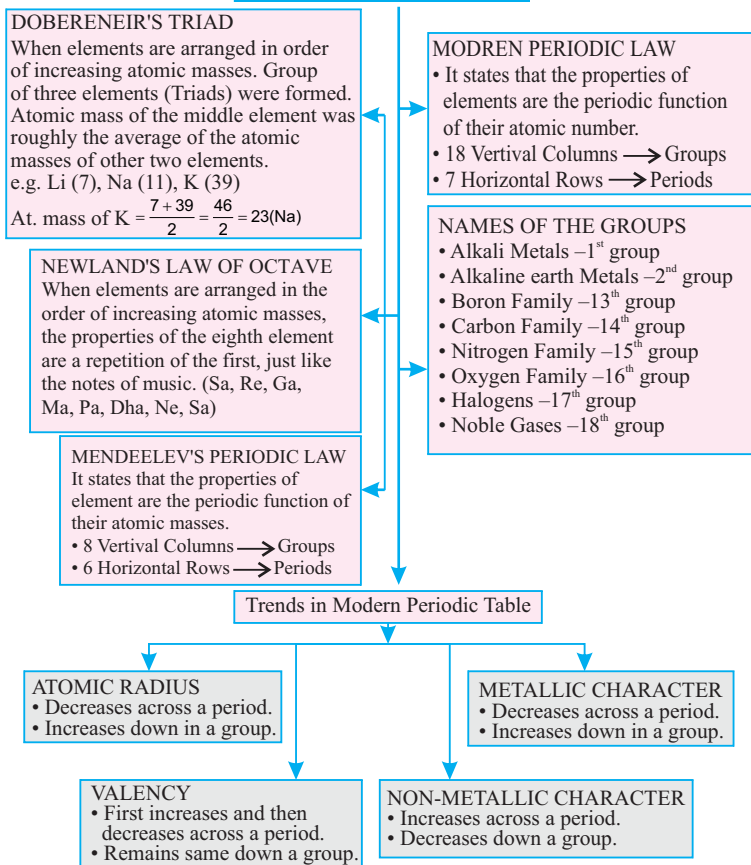 DOBERENEIR'S TRIAD
When elements are arranged in order
of increasing atomic masses. Group
of three elements (Triads) were formed.
Atomic mass of the middle element was
roughly the average of the atomic
masses of other two elements.
e.g. Li (7), Na (11), K (39)
At. mass of K = 7 + 39 / 2 = 46 / 2 = 23(Na)
NEWLAND'S LAW OF OCTAVE
When elements are arranged in the
order of increasing atomic masses,
the properties of the eighth element
are a repetition of the first, just like
the notes of music. (Sa, Re, Ga,
Ma, Pa, Dha, Ne, Sa)
MENDEELEV'S PERIODIC LAW
It states that the properties of
element are the periodic function of
their atomic masses.
• 8 Vertival Columns → Groups
• 6 Horizontal Rows → Periods
MODREN PERIODIC LAW
• It states that the properties of
elements are the periodic function
of their atomic number.
• 18 Vertival Columns → Groups
• 7 Horizontal Rows → Periods
NAMES OF THE GROUPS
• Alkali Metals –1st group
• Alkaline earth Metals –2nd group
• Boron Family –13th group
• Carbon Family –14th group
• Nitrogen Family –15th group
• Oxygen Family –16th group
• Halogens –17th group
• Noble Gases –18th group
Trends in Modern Periodic Table
ATOMIC RADIUS
• Decreases across a period.
• Increases down in a group.
METALLIC CHARACTER
• Decreases across a period.
• Increases down in a group.
VALENCY
• First increases and then
decreases across a period.
• Remains same down a group.
NON-METALLIC CHARACTER
• Increases across a period.
• Decreases down a group.